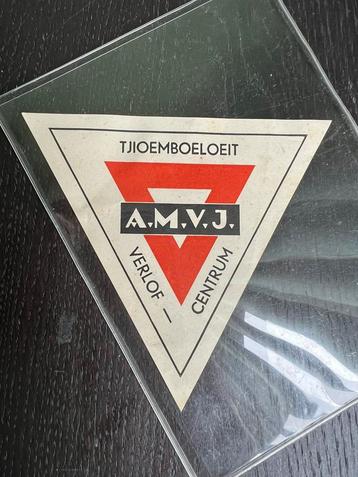 TJIOEMBOELOEIT
A.M.V.J.
VERLOF —
CENTRUM